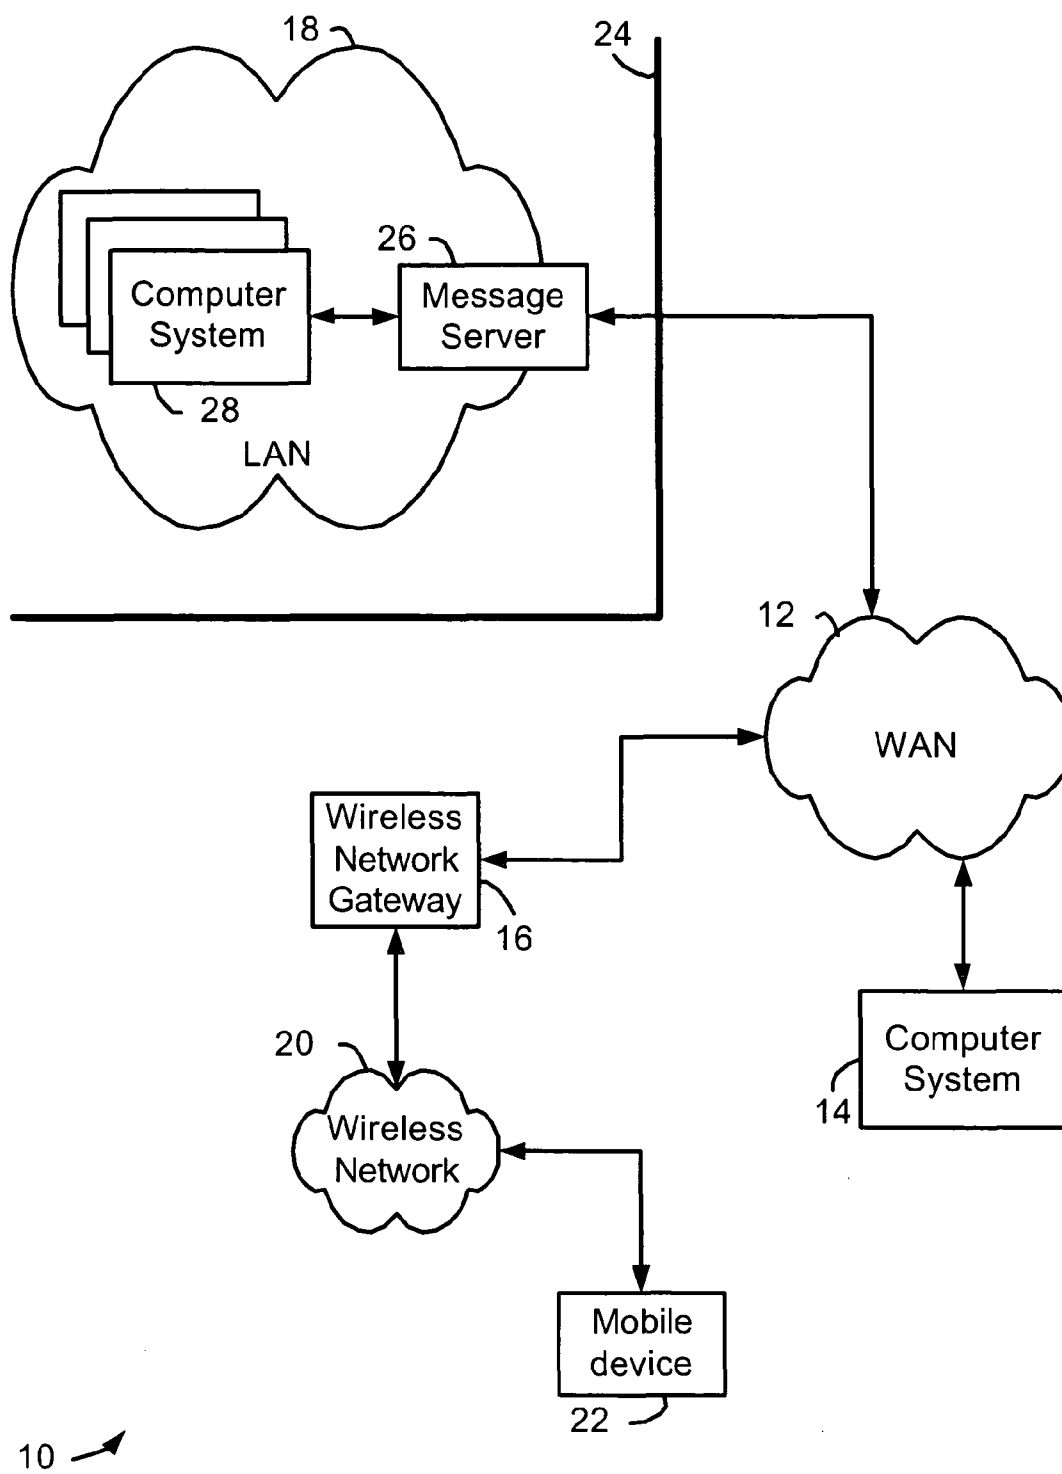 18
24
26
Computer
System
Message
Server
28
LAN
12
WAN
Wireless
Network
Gateway
16
20
Computer
System
14
Wireless
Network
Mobile
device
22
10